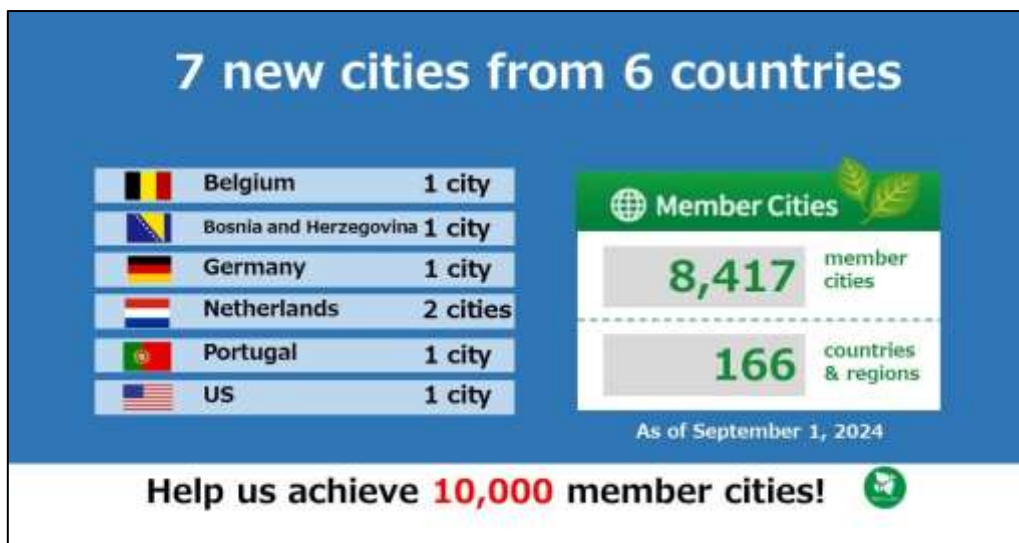 7 new cities from 6 countries
Belgium 1 city
Bosnia and Herzegovina 1 city
Germany 1 city
Netherlands 2 cities
Portugal 1 city
US 1 city
Member Cities
8,417 member cities
166 countries & regions
As of September 1, 2024
Help us achieve 10,000 member cities!